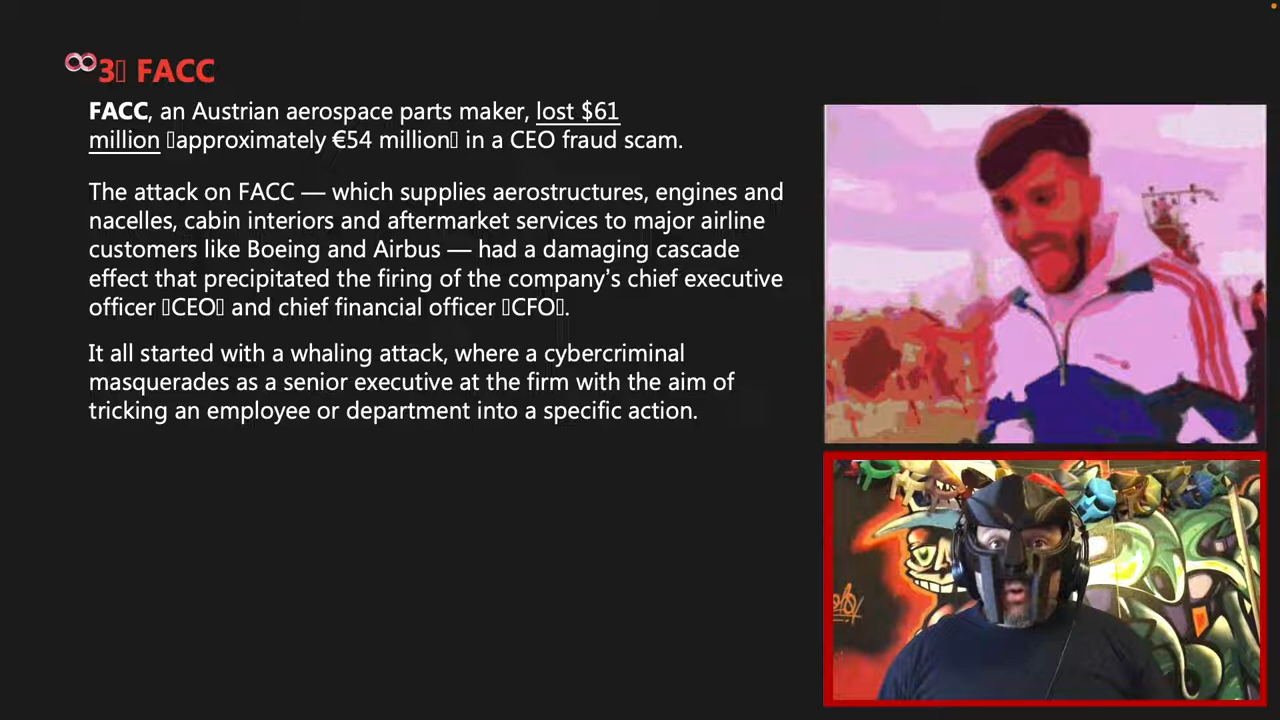 3▯ FACC
FACC, an Austrian aerospace parts maker, lost $61
million ▯approximately €54 million▯ in a CEO fraud scam.
The attack on FACC — which supplies aerostructures, engines and
nacelles, cabin interiors and aftermarket services to major airline
customers like Boeing and Airbus — had a damaging cascade
effect that precipitated the firing of the company’s chief executive
officer ▯CEO▯ and chief financial officer ▯CFO▯.
It all started with a whaling attack, where a cybercriminal
masquerades as a senior executive at the firm with the aim of
tricking an employee or department into a specific action.